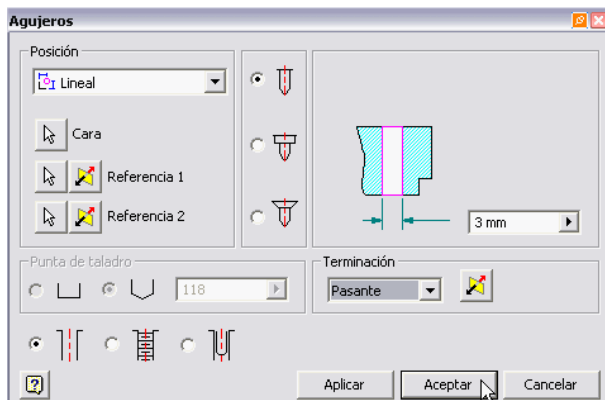 Agujeros
Posición
Lineal
Cara
Referencia 1
Referencia 2
3 mm
Punta de taladro
118
Terminación
Pasante
Aplicar
Aceptar
Cancelar